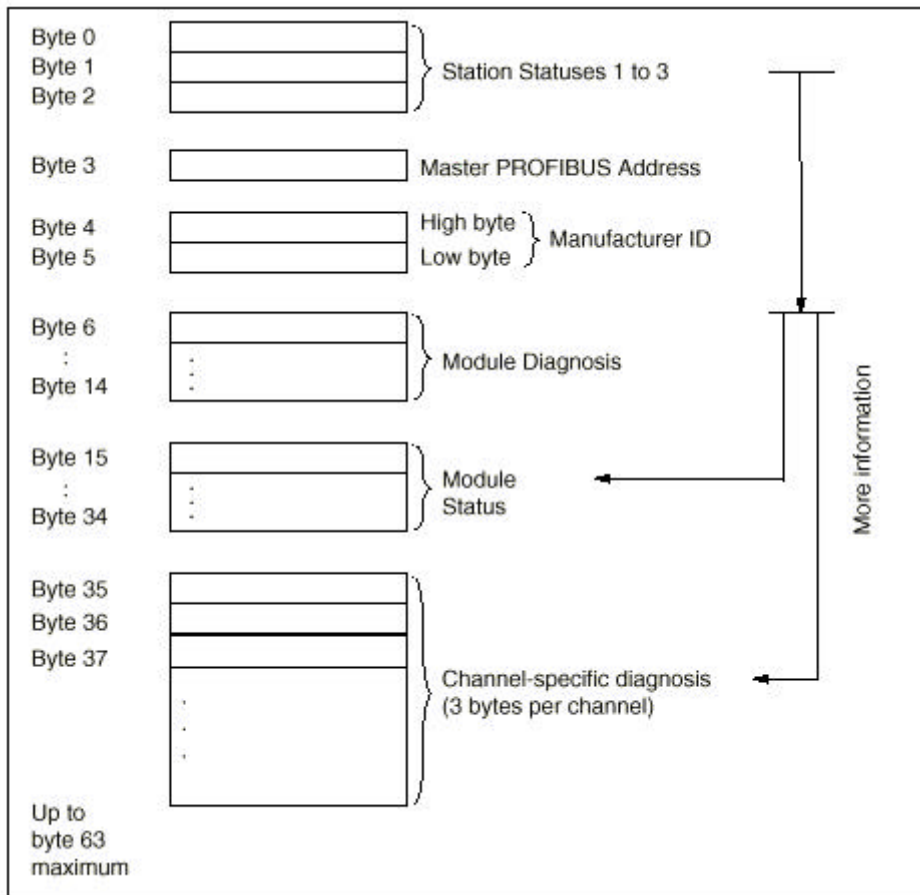 Byte 0
Byte 1
Byte 2
Station Statuses 1 to 3
Byte 3
Master PROFIBUS Address
Byte 4
High byte
Byte 5
Low byte
Manufacturer ID
Byte 6
:
Byte 14
Module Diagnosis
Byte 15
:
Byte 34
Module
Status
More information
Byte 35
Byte 36
Byte 37
Channel-specific diagnosis
(3 bytes per channel)
Up to
byte 63
maximum